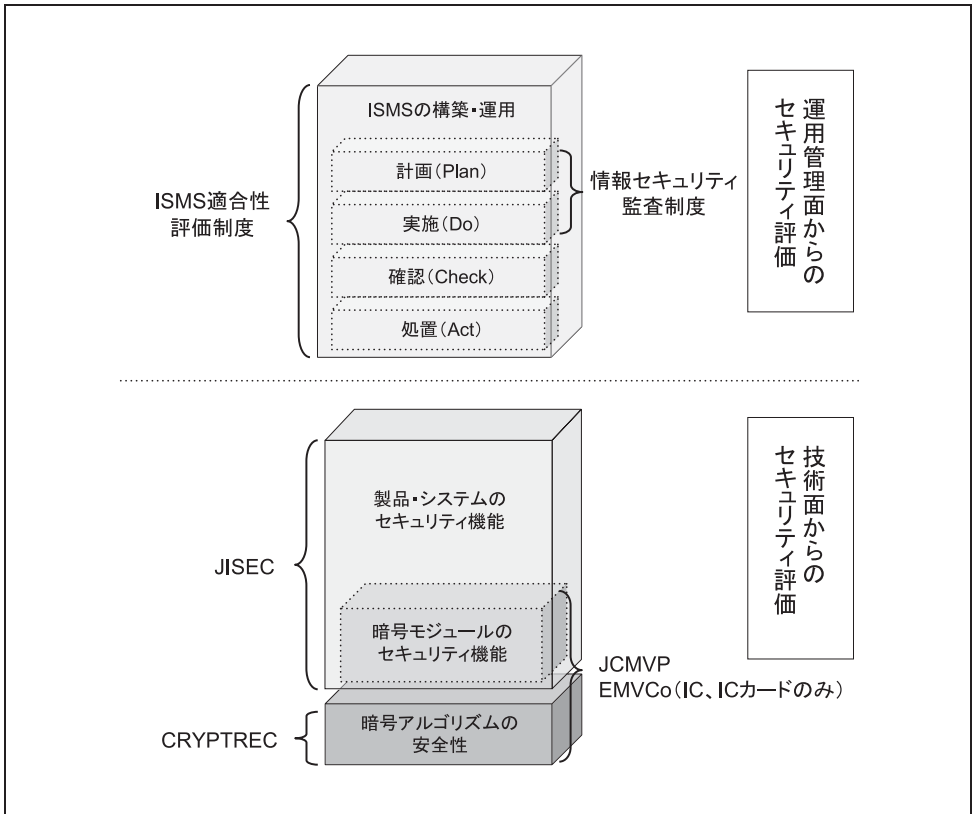 ISMSの構築・運用
計画(Plan)
実施(Do)
確認(Check)
処置(Act)
ISMS適合性
評価制度
情報セキュリティ
監査制度
運用管理面からの
セキュリティ評価
製品・システムの
セキュリティ機能
暗号モジュールの
セキュリティ機能
JISEC
JCMVP
EMVCo(IC、ICカードのみ)
暗号アルゴリズムの
安全性
CRYPTREC
技術面からの
セキュリティ評価